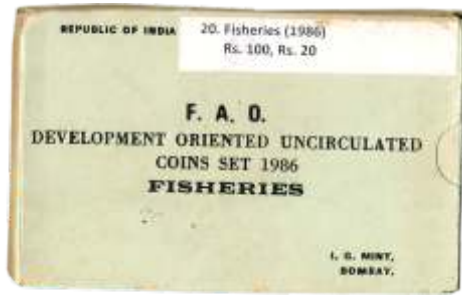 REPUBLIC OF INDIA
20. Fisheries (1986)
Rs. 100, Rs. 20
F. A. O.
DEVELOPMENT ORIENTED UNCIRCULATED
COINS SET 1986
FISHERIES
I. G. MINT,
BOMBAY.